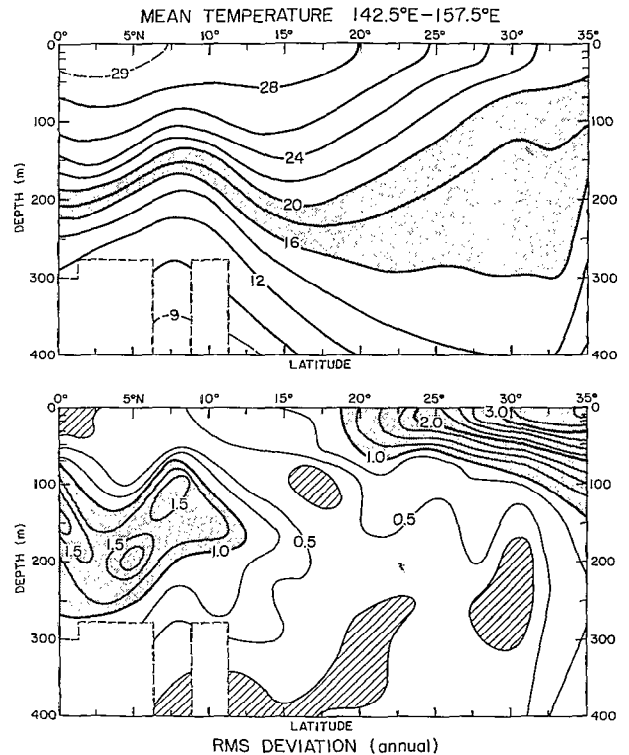 MEAN TEMPERATURE 142.5°E–157.5°E
0° 5°N 10° 15° 20° 25° 30° 35°
0 0
29
28
100 100
24
DEPTH (m)
200 200
20
16
300 300
12
9
400 400
LATITUDE
0° 5°N 10° 15° 20° 25° 30° 35°
0 0
2.0 3.0
1.0
100 100
1.5 0.5
DEPTH (m)
1.5 1.5 1.0 0.5
200 200
300 300
400 400
LATITUDE
RMS DEVIATION (annual)